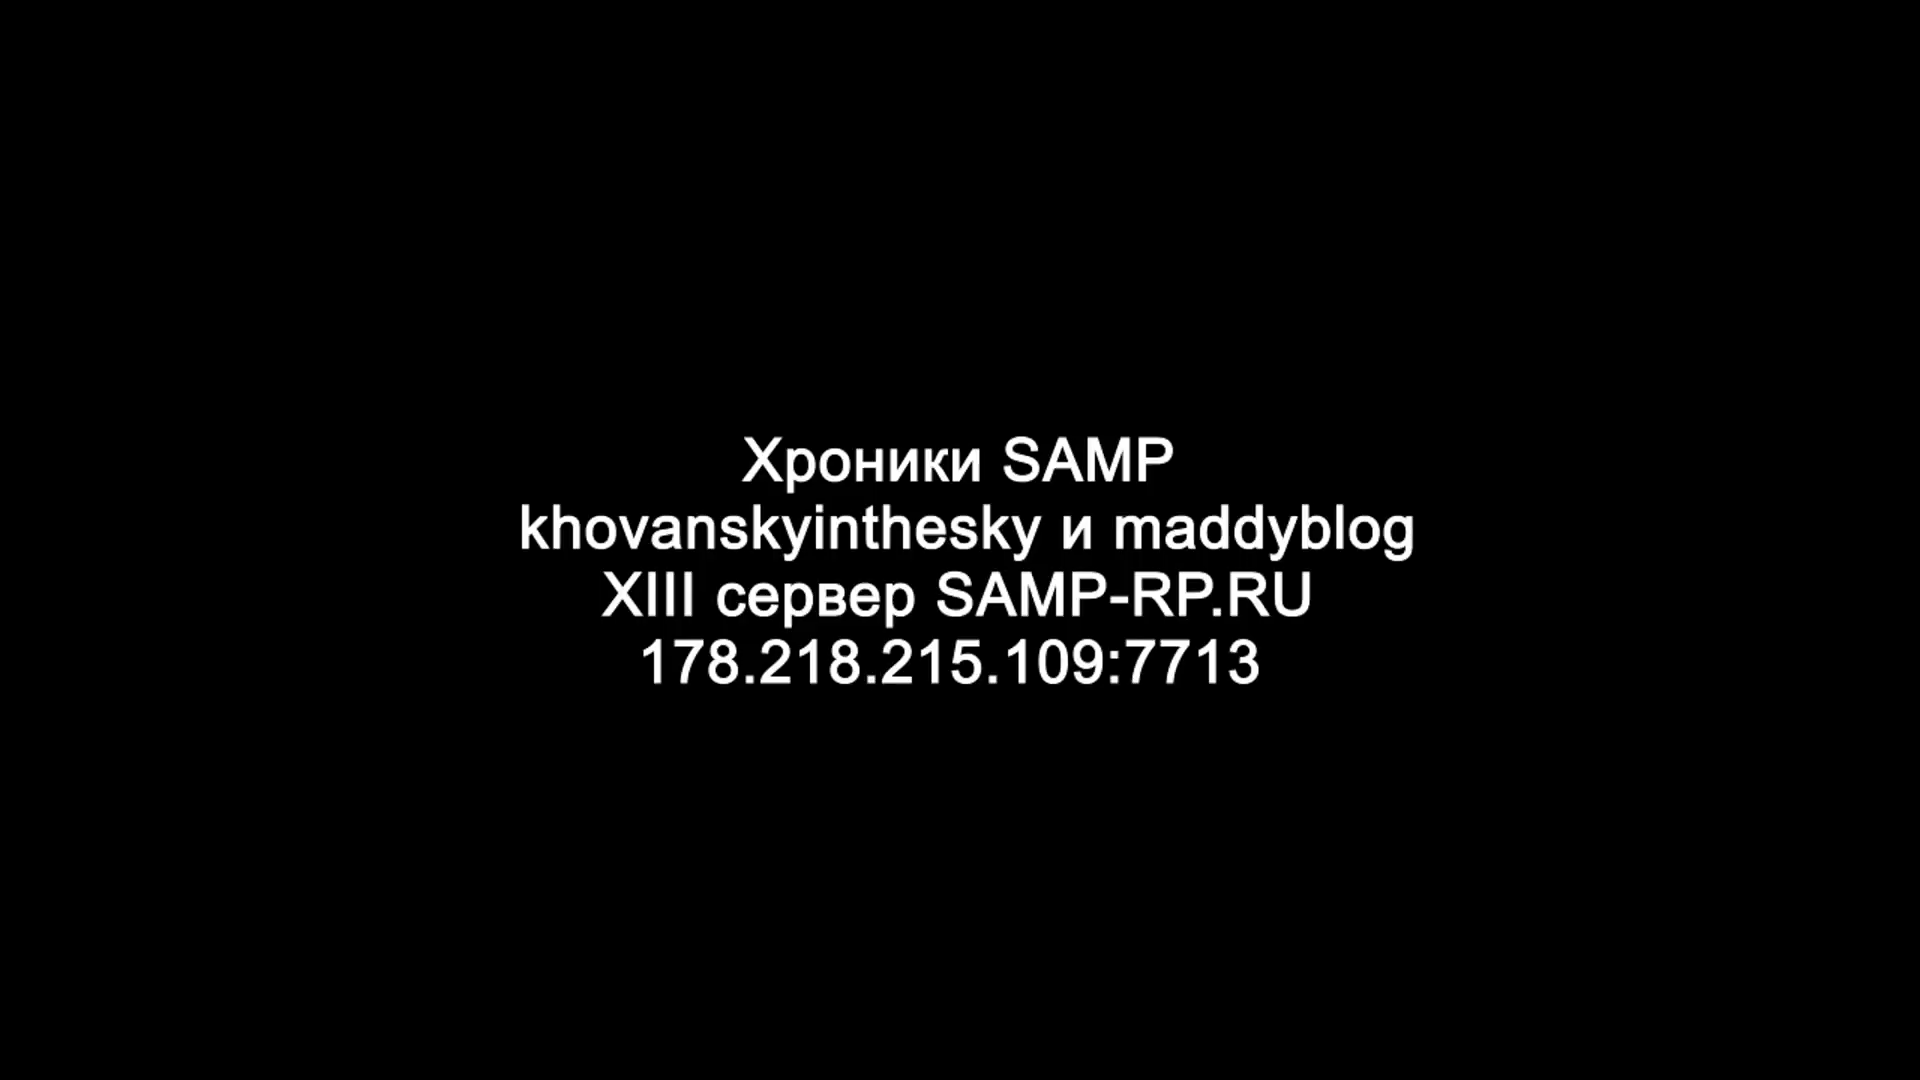 Хроники SAMP
khovanskyinthesky и maddyblog
XIII сервер SAMP-RP.RU
178.218.215.109:7713